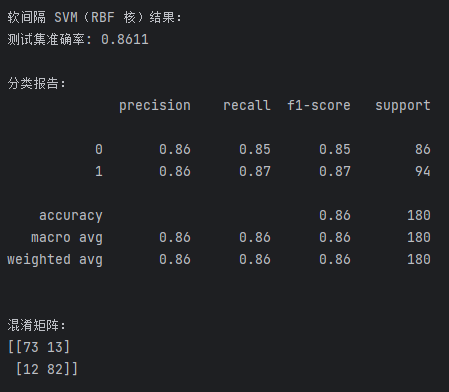 软间隔 SVM（RBF 核）结果:
测试集准确率: 0.8611
分类报告:
precision recall f1-score support
0 0.86 0.85 0.85 86
1 0.86 0.87 0.87 94
accuracy 0.86 180
macro avg 0.86 0.86 0.86 180
weighted avg 0.86 0.86 0.86 180
混淆矩阵:
[[73 13]
[12 82]]